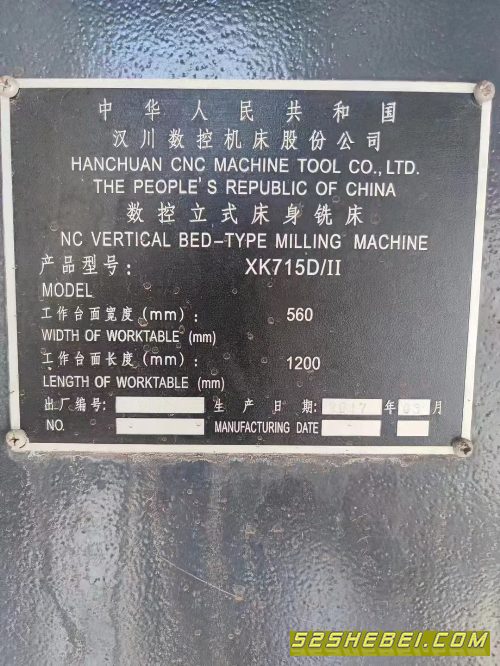 中华人民共和国
汉川数控机床股份公司
HANCHUAN CNC MACHINE TOOL CO., LTD.
THE PEOPLE'S REPUBLIC OF CHINA
数控立式床身铣床
NC VERTICAL BED-TYPE MILLING MACHINE
产品型号: XK715D/II
MODEL
工作台面宽度(mm): 560
WIDTH OF WORKTABLE (mm)
工作台面长度(mm): 1200
LENGTH OF WORKTABLE (mm)
出厂编号: 生产日期: 年 月
NO. MANUFACTURING DATE
52SHEBEI.COM